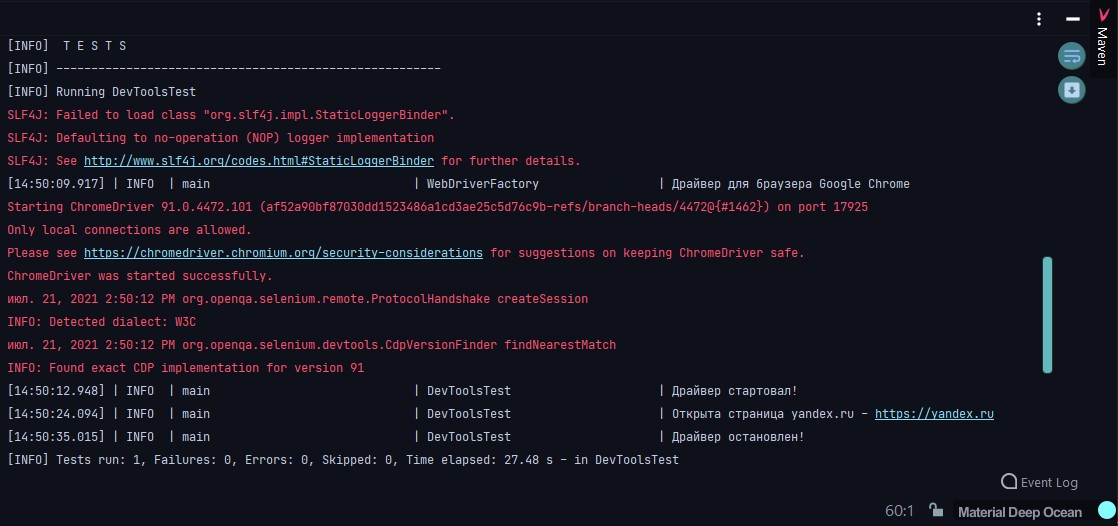 [INFO]  T E S T S
[INFO] -------------------------------------------------------
[INFO] Running DevToolsTest
SLF4J: Failed to load class "org.slf4j.impl.StaticLoggerBinder".
SLF4J: Defaulting to no-operation (NOP) logger implementation
SLF4J: See http://www.slf4j.org/codes.html#StaticLoggerBinder for further details.
[14:50:09.917] | INFO  | main                             | WebDriverFactory                 | Драйвер для браузера Google Chrome
Starting ChromeDriver 91.0.4472.101 (af52a90bf87030dd1523486a1cd3ae25c5d76c9b-refs/branch-heads/4472@{#1462}) on port 17925
Only local connections are allowed.
Please see https://chromedriver.chromium.org/security-considerations for suggestions on keeping ChromeDriver safe.
ChromeDriver was started successfully.
июл. 21, 2021 2:50:12 PM org.openqa.selenium.remote.ProtocolHandshake createSession
INFO: Detected dialect: W3C
июл. 21, 2021 2:50:12 PM org.openqa.selenium.devtools.CdpVersionFinder findNearestMatch
INFO: Found exact CDP implementation for version 91
[14:50:12.948] | INFO  | main                             | DevToolsTest                     | Драйвер стартовал!
[14:50:24.094] | INFO  | main                             | DevToolsTest                     | Открыта страница yandex.ru - https://yandex.ru
[14:50:35.015] | INFO  | main                             | DevToolsTest                     | Драйвер остановлен!
[INFO] Tests run: 1, Failures: 0, Errors: 0, Skipped: 0, Time elapsed: 27.48 s - in DevToolsTest
Maven
Event Log
60:1
Material Deep Ocean